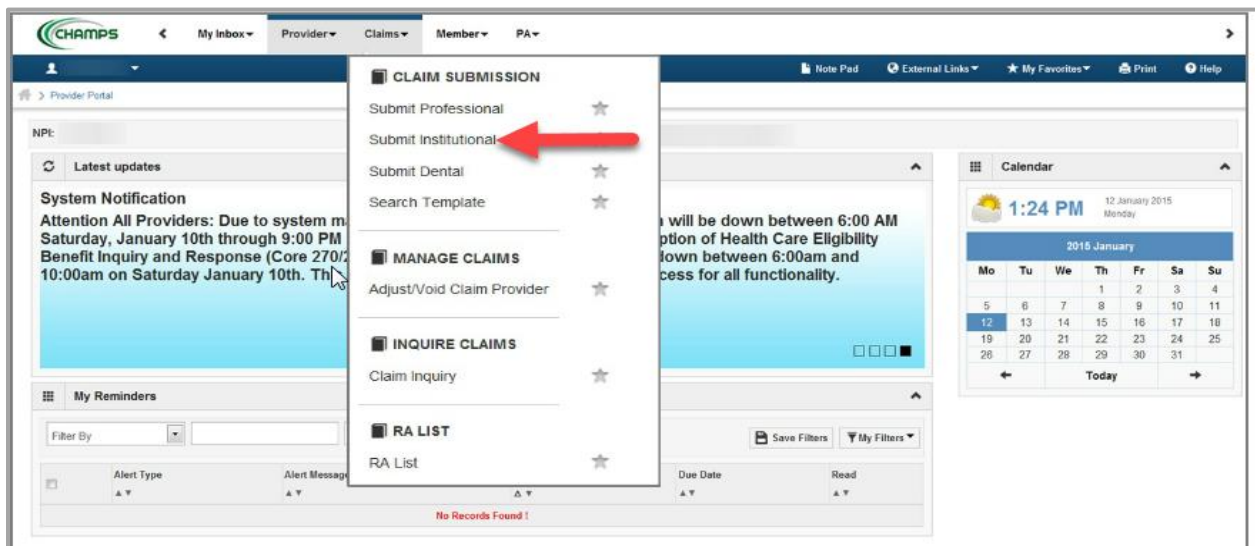 CHAMPS
My Inbox
Provider
Claims
Member
PA
Note Pad
External Links
My Favorites
Print
Help
Provider Portal
NPI:
CLAIM SUBMISSION
Submit Professional
Submit Institutional
Submit Dental
Search Template
MANAGE CLAIMS
Adjust/Void Claim Provider
INQUIRE CLAIMS
Claim Inquiry
RA LIST
RA List
Latest updates
System Notification
Attention All Providers: Due to system will be down between 6:00 AM
Saturday, January 10th through 9:00 PM of Health Care Eligibility
Benefit Inquiry and Response (Core down between 6:00am and
10:00am on Saturday January 10th. for all functionality.
My Reminders
Filter By
Save Filters
My Filters
Alert Type
Alert Message
Due Date
Read
No Records Found !
Calendar
1:24 PM
12 January 2015
Monday
2015 January
Mo Tu We Th Fr Sa Su
1 2 3 4
5 6 7 8 9 10 11
12 13 14 15 16 17 18
19 20 21 22 23 24 25
26 27 28 29 30 31
Today